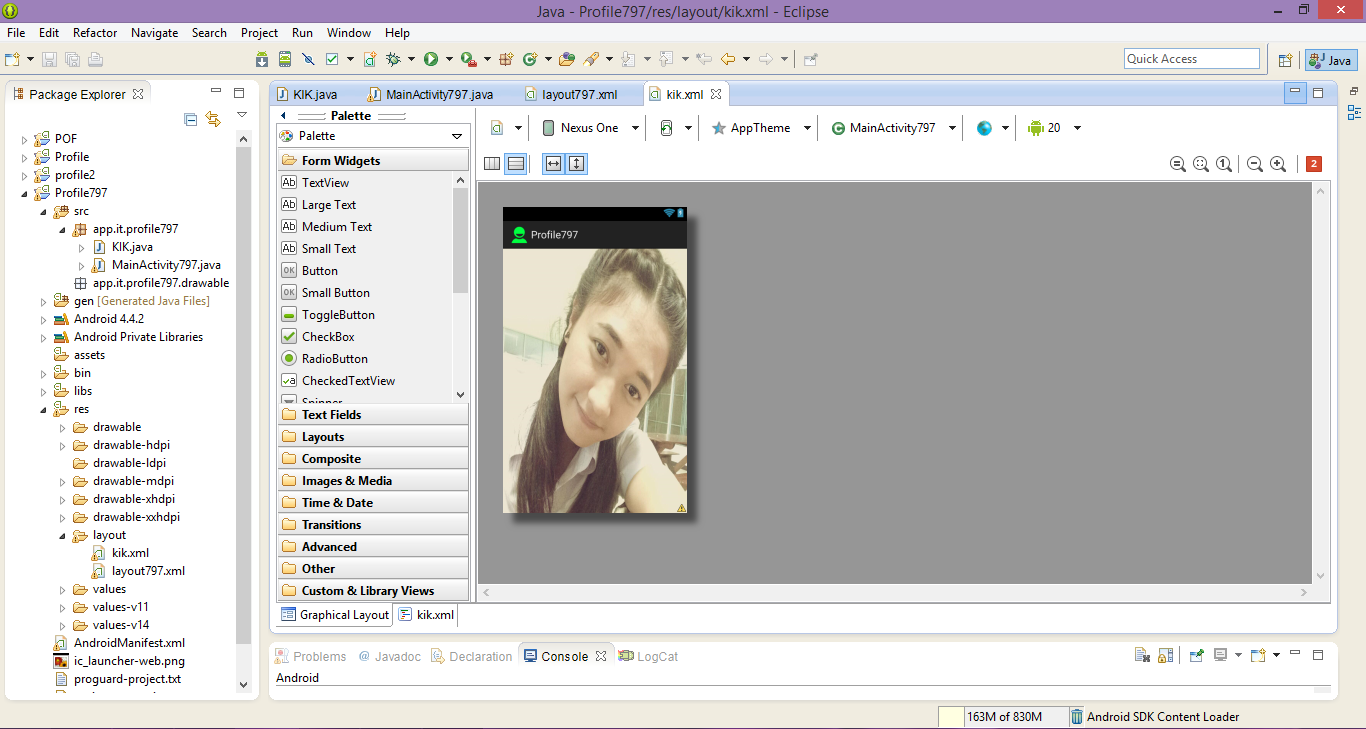 Java - Profile797/res/layout/kik.xml - Eclipse
File Edit Refactor Navigate Search Project Run Window Help
Quick Access
Java
Package Explorer
POF
Profile
profile2
Profile797
src
app.it.profile797
KIK.java
MainActivity797.java
app.it.profile797.drawable
gen [Generated Java Files]
Android 4.4.2
Android Private Libraries
assets
bin
libs
res
drawable
drawable-hdpi
drawable-ldpi
drawable-mdpi
drawable-xhdpi
drawable-xxhdpi
layout
kik.xml
layout797.xml
values
values-v11
values-v14
AndroidManifest.xml
ic_launcher-web.png
proguard-project.txt
KIK.java MainActivity797.java layout797.xml kik.xml
Palette
Palette
Form Widgets
Ab TextView
Ab Large Text
Ab Medium Text
Ab Small Text
OK Button
OK Small Button
ToggleButton
CheckBox
RadioButton
a CheckedTextView
Spinner
Text Fields
Layouts
Composite
Images & Media
Time & Date
Transitions
Advanced
Other
Custom & Library Views
Nexus One AppTheme MainActivity797 20
1 2
Profile797
Graphical Layout kik.xml
Problems @ Javadoc Declaration Console LogCat
Android
163M of 830M Android SDK Content Loader